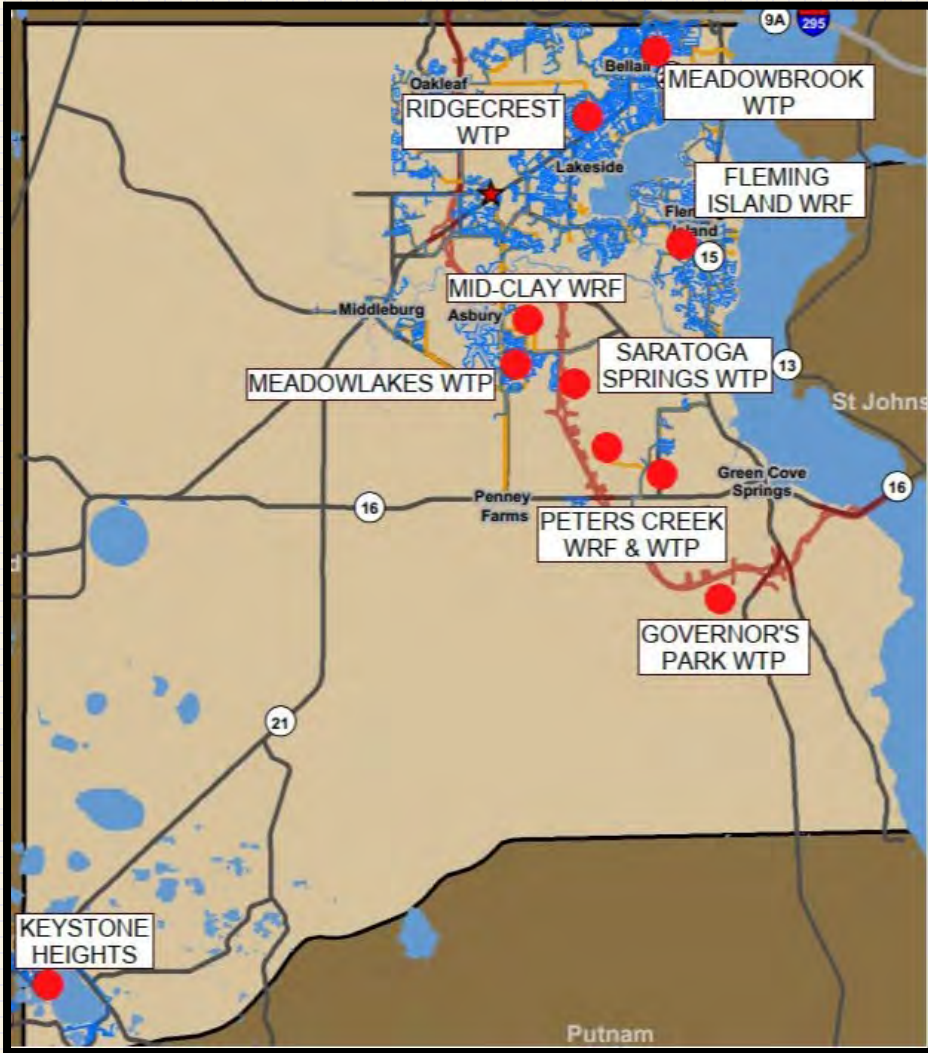 9A
295
Bellair
MEADOWBROOK
WTP
Oakleaf
RIDGECREST
WTP
Lakeside
FLEMING
ISLAND WRF
Island
15
MID-CLAY WRF
Middleburg
Asbury
SARATOGA
SPRINGS WTP
MEADOWLAKES WTP
13
St Johns
Green Cove
Springs
16
Penney
Farms
16
PETERS CREEK
WRF & WTP
GOVERNOR'S
PARK WTP
21
KEYSTONE
HEIGHTS
Putnam